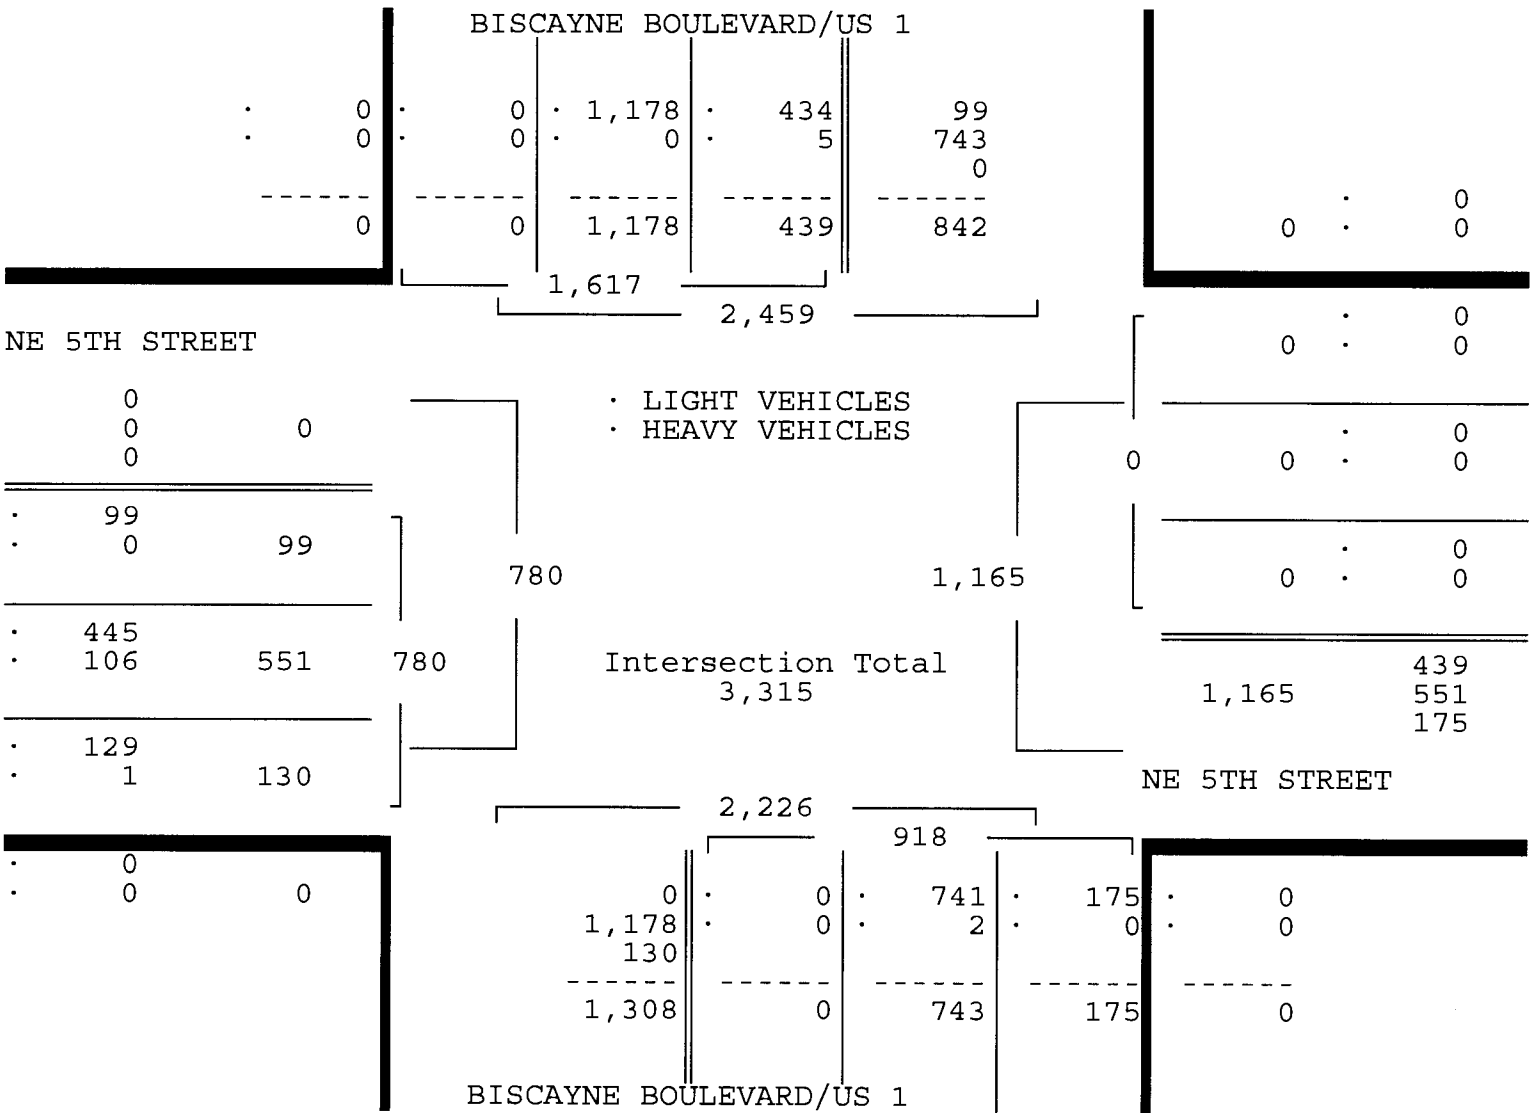 BISCAYNE BOULEVARD/US 1
· 0 · 0 · 1,178 · 434 99
· 0 · 0 · 0 · 5 743
0
------ ------ ------ ------ ------
0 0 1,178 439 842
· 0
0 · 0
1,617
2,459
NE 5TH STREET
· 0
0 · 0
0
0 0
0
· LIGHT VEHICLES
· HEAVY VEHICLES
· 0
0 0 · 0
· 99
· 0 99
780
1,165
· 0
0 · 0
· 445
· 106 551 780
Intersection Total
3,315
439
1,165 551
175
· 129
· 1 130
NE 5TH STREET
2,226
918
· 0
· 0 0
0 · 0 · 741 · 175 · 0
1,178 · 0 · 2 · 0 · 0
130
------ ------ ------ ------ ------
1,308 0 743 175 0
BISCAYNE BOULEVARD/US 1